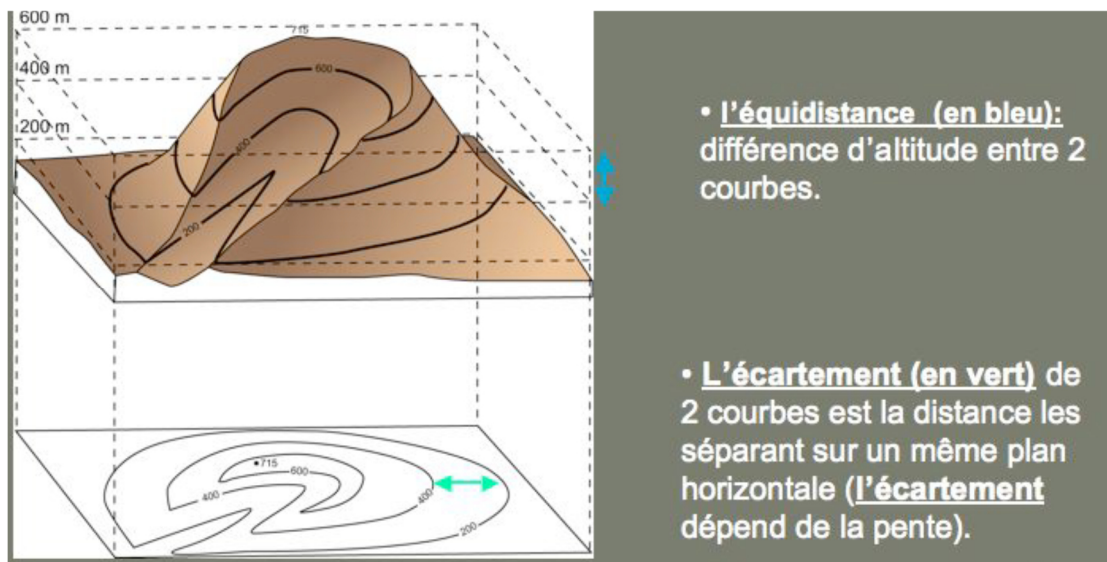 600 m
715
600
400 m
200 m
400
200
• l'équidistance (en bleu):
différence d'altitude entre 2
courbes.
• L'écartement (en vert) de
2 courbes est la distance les
séparant sur un même plan
horizontale (l'écartement
dépend de la pente).
715
600
400
400
200